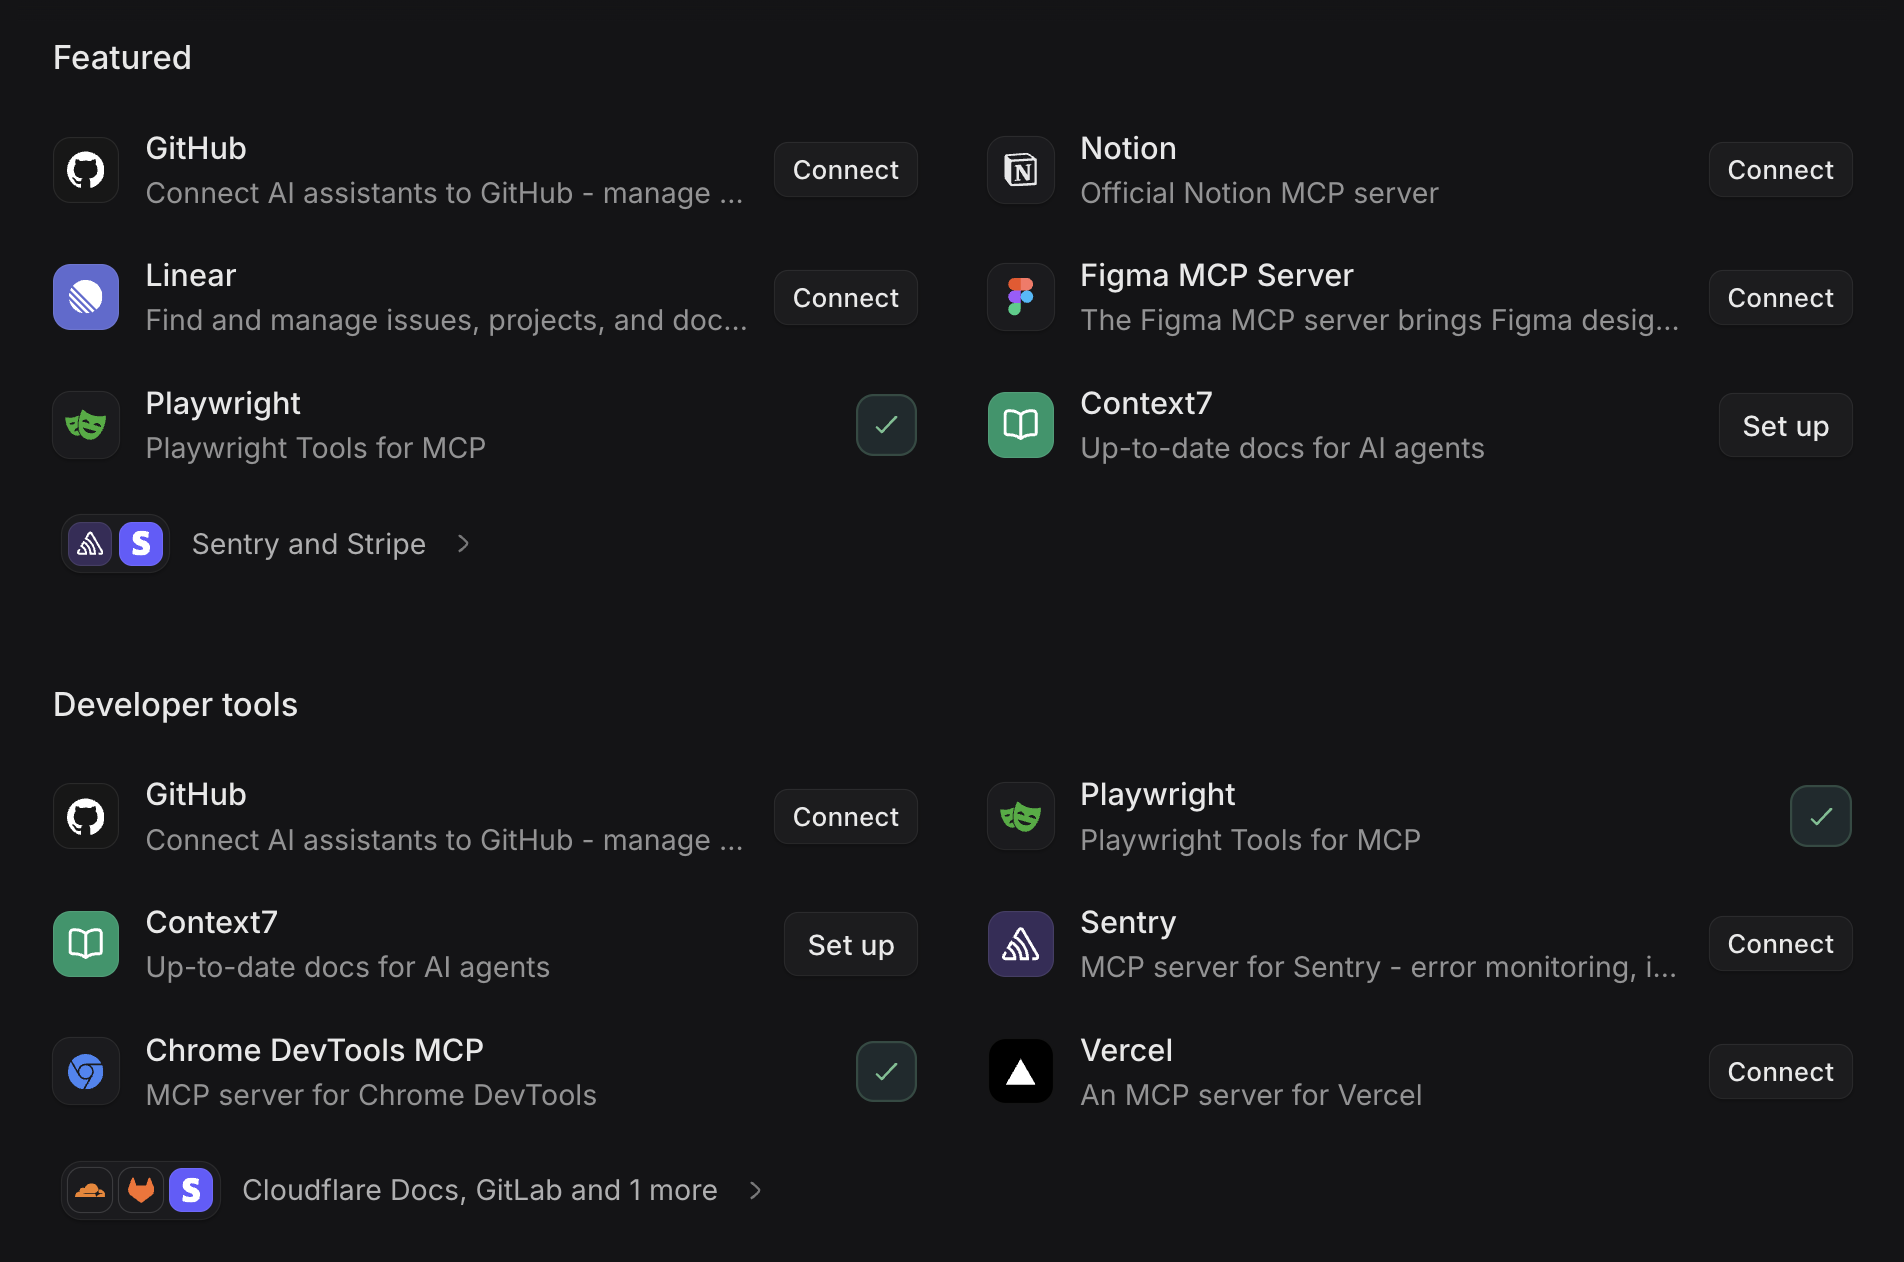 Featured
GitHub
Connect AI assistants to GitHub - manage ...
Connect
Notion
Official Notion MCP server
Connect
Linear
Find and manage issues, projects, and doc...
Connect
Figma MCP Server
The Figma MCP server brings Figma desig...
Connect
Playwright
Playwright Tools for MCP
Context7
Up-to-date docs for AI agents
Set up
Sentry and Stripe
Developer tools
GitHub
Connect AI assistants to GitHub - manage ...
Connect
Playwright
Playwright Tools for MCP
Context7
Up-to-date docs for AI agents
Set up
Sentry
MCP server for Sentry - error monitoring, i...
Connect
Chrome DevTools MCP
MCP server for Chrome DevTools
Vercel
An MCP server for Vercel
Connect
Cloudflare Docs, GitLab and 1 more